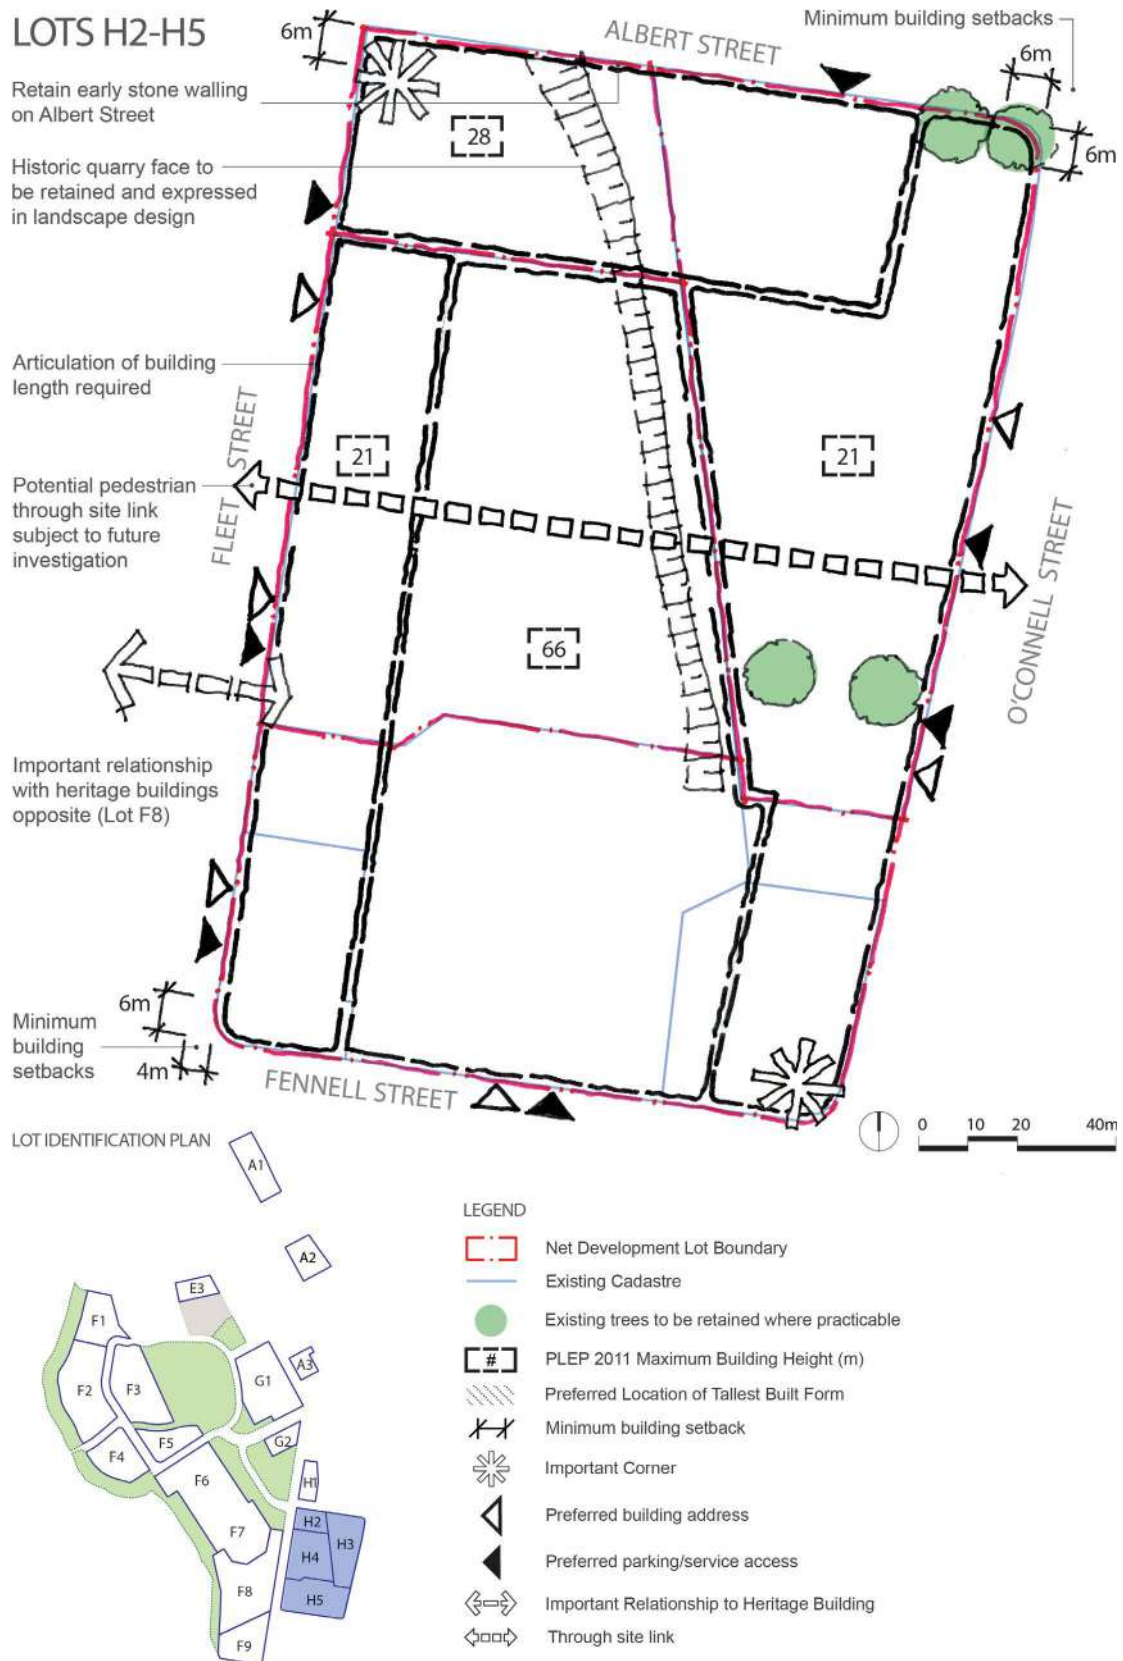 LOTS H2-H5
6m
ALBERT STREET
Minimum building setbacks
6m
6m
Retain early stone walling
on Albert Street
28
Historic quarry face to
be retained and expressed
in landscape design
Articulation of building
length required
21
21
FLEET STREET
Potential pedestrian
through site link
subject to future
investigation
O'CONNELL STREET
66
Important relationship
with heritage buildings
opposite (Lot F8)
6m
Minimum
building
setbacks
4m
FENNELL STREET
0 10 20 40m
LOT IDENTIFICATION PLAN
A1
A2
E3
F1
A3
G1
F2
F3
F5
G2
F4
F6
H1
H2
H3
F7
H4
F8
H5
F9
LEGEND
Net Development Lot Boundary
Existing Cadastre
Existing trees to be retained where practicable
# PLEP 2011 Maximum Building Height (m)
Preferred Location of Tallest Built Form
Minimum building setback
Important Corner
Preferred building address
Preferred parking/service access
Important Relationship to Heritage Building
Through site link